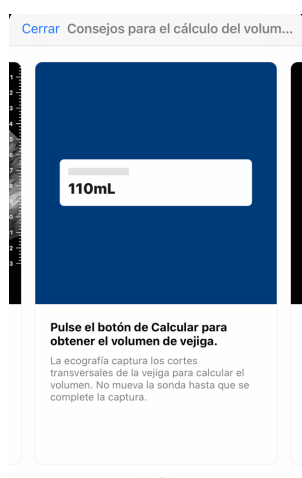 Cerrar Consejos para el cálculo del volum...
110mL
Pulse el botón de Calcular para
obtener el volumen de vejiga.
La ecografía captura los cortes
transversales de la vejiga para calcular el
volumen. No mueva la sonda hasta que se
complete la captura.